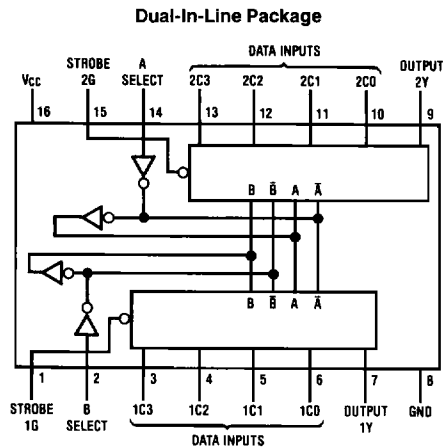 Dual-In-Line Package
DATA INPUTS
STROBE A OUTPUT
VCC 2G SELECT 2C3 2C2 2C1 2C0 2Y
16 15 14 13 12 11 10 9
B B̅ A A̅
B B̅ A A̅
1 2 3 4 5 6 7 8
STROBE B 1C3 1C2 1C1 1C0 OUTPUT GND
1G SELECT 1Y
DATA INPUTS